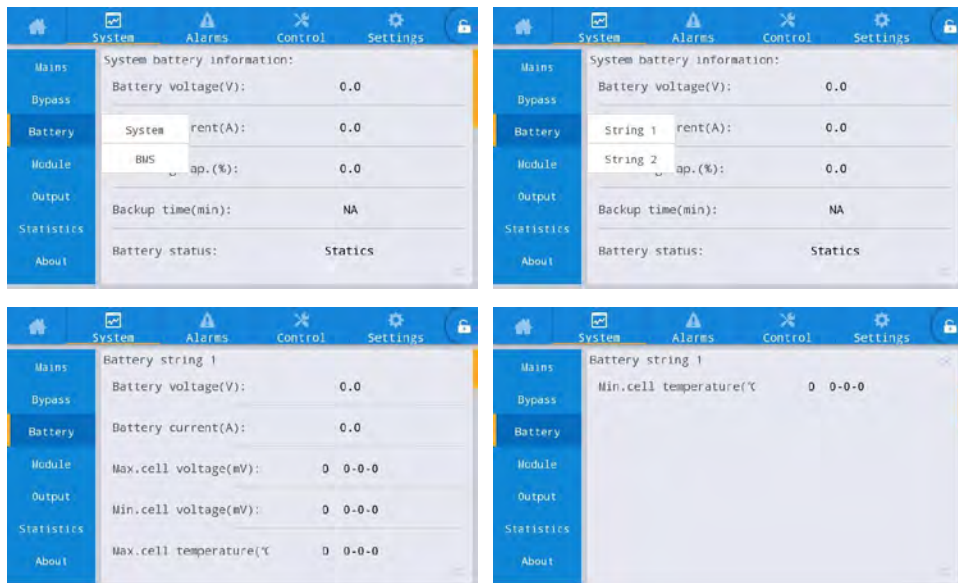 System Alarms Control Settings
Mains
Bypass
Battery
Module
Output
Statistics
About
System battery information:
Battery voltage(V): 0.0
System rent(A): 0.0
BMS ap.(%): 0.0
Backup time(min): NA
Battery status: Statics
System Alarms Control Settings
Mains
Bypass
Battery
Module
Output
Statistics
About
System battery information:
Battery voltage(V): 0.0
String 1 rent(A): 0.0
String 2 ap.(%): 0.0
Backup time(min): NA
Battery status: Statics
System Alarms Control Settings
Mains
Bypass
Battery
Module
Output
Statistics
About
Battery string 1
Battery voltage(V): 0.0
Battery current(A): 0.0
Max.cell voltage(mV): 0 0-0-0
Min.cell voltage(mV): 0 0-0-0
Max.cell temperature(℃ 0 0-0-0
System Alarms Control Settings
Mains
Bypass
Battery
Module
Output
Statistics
About
Battery string 1
Min.cell temperature(℃ 0 0-0-0